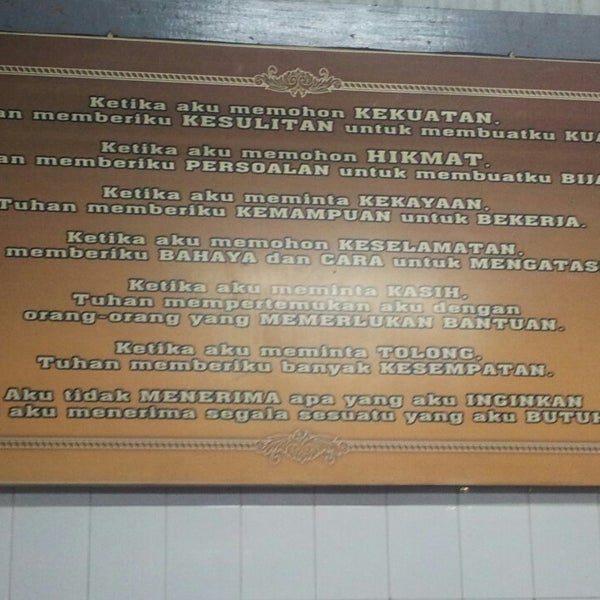 Ketika aku memohon KEKUATAN,
an memberiku KESULITAN untuk membuatku KUA
Ketika aku memohon HIKMAT,
an memberiku PERSOALAN untuk membuatku BIJA
Ketika aku meminta KEKAYAAN,
Tuhan memberiku KEMAMPUAN untuk BEKERJA.
Ketika aku memohon KESELAMATAN,
memberiku BAHAYA dan CARA untuk MENGATAS
Ketika aku meminta KASIH,
Tuhan mempertemukan aku dengan
orang-orang yang MEMERLUKAN BANTUAN.
Ketika aku meminta TOLONG,
Tuhan memberiku banyak KESEMPATAN.
Aku tidak MENERIMA apa yang aku INGINKAN
aku menerima segala sesuatu yang aku BUTUH